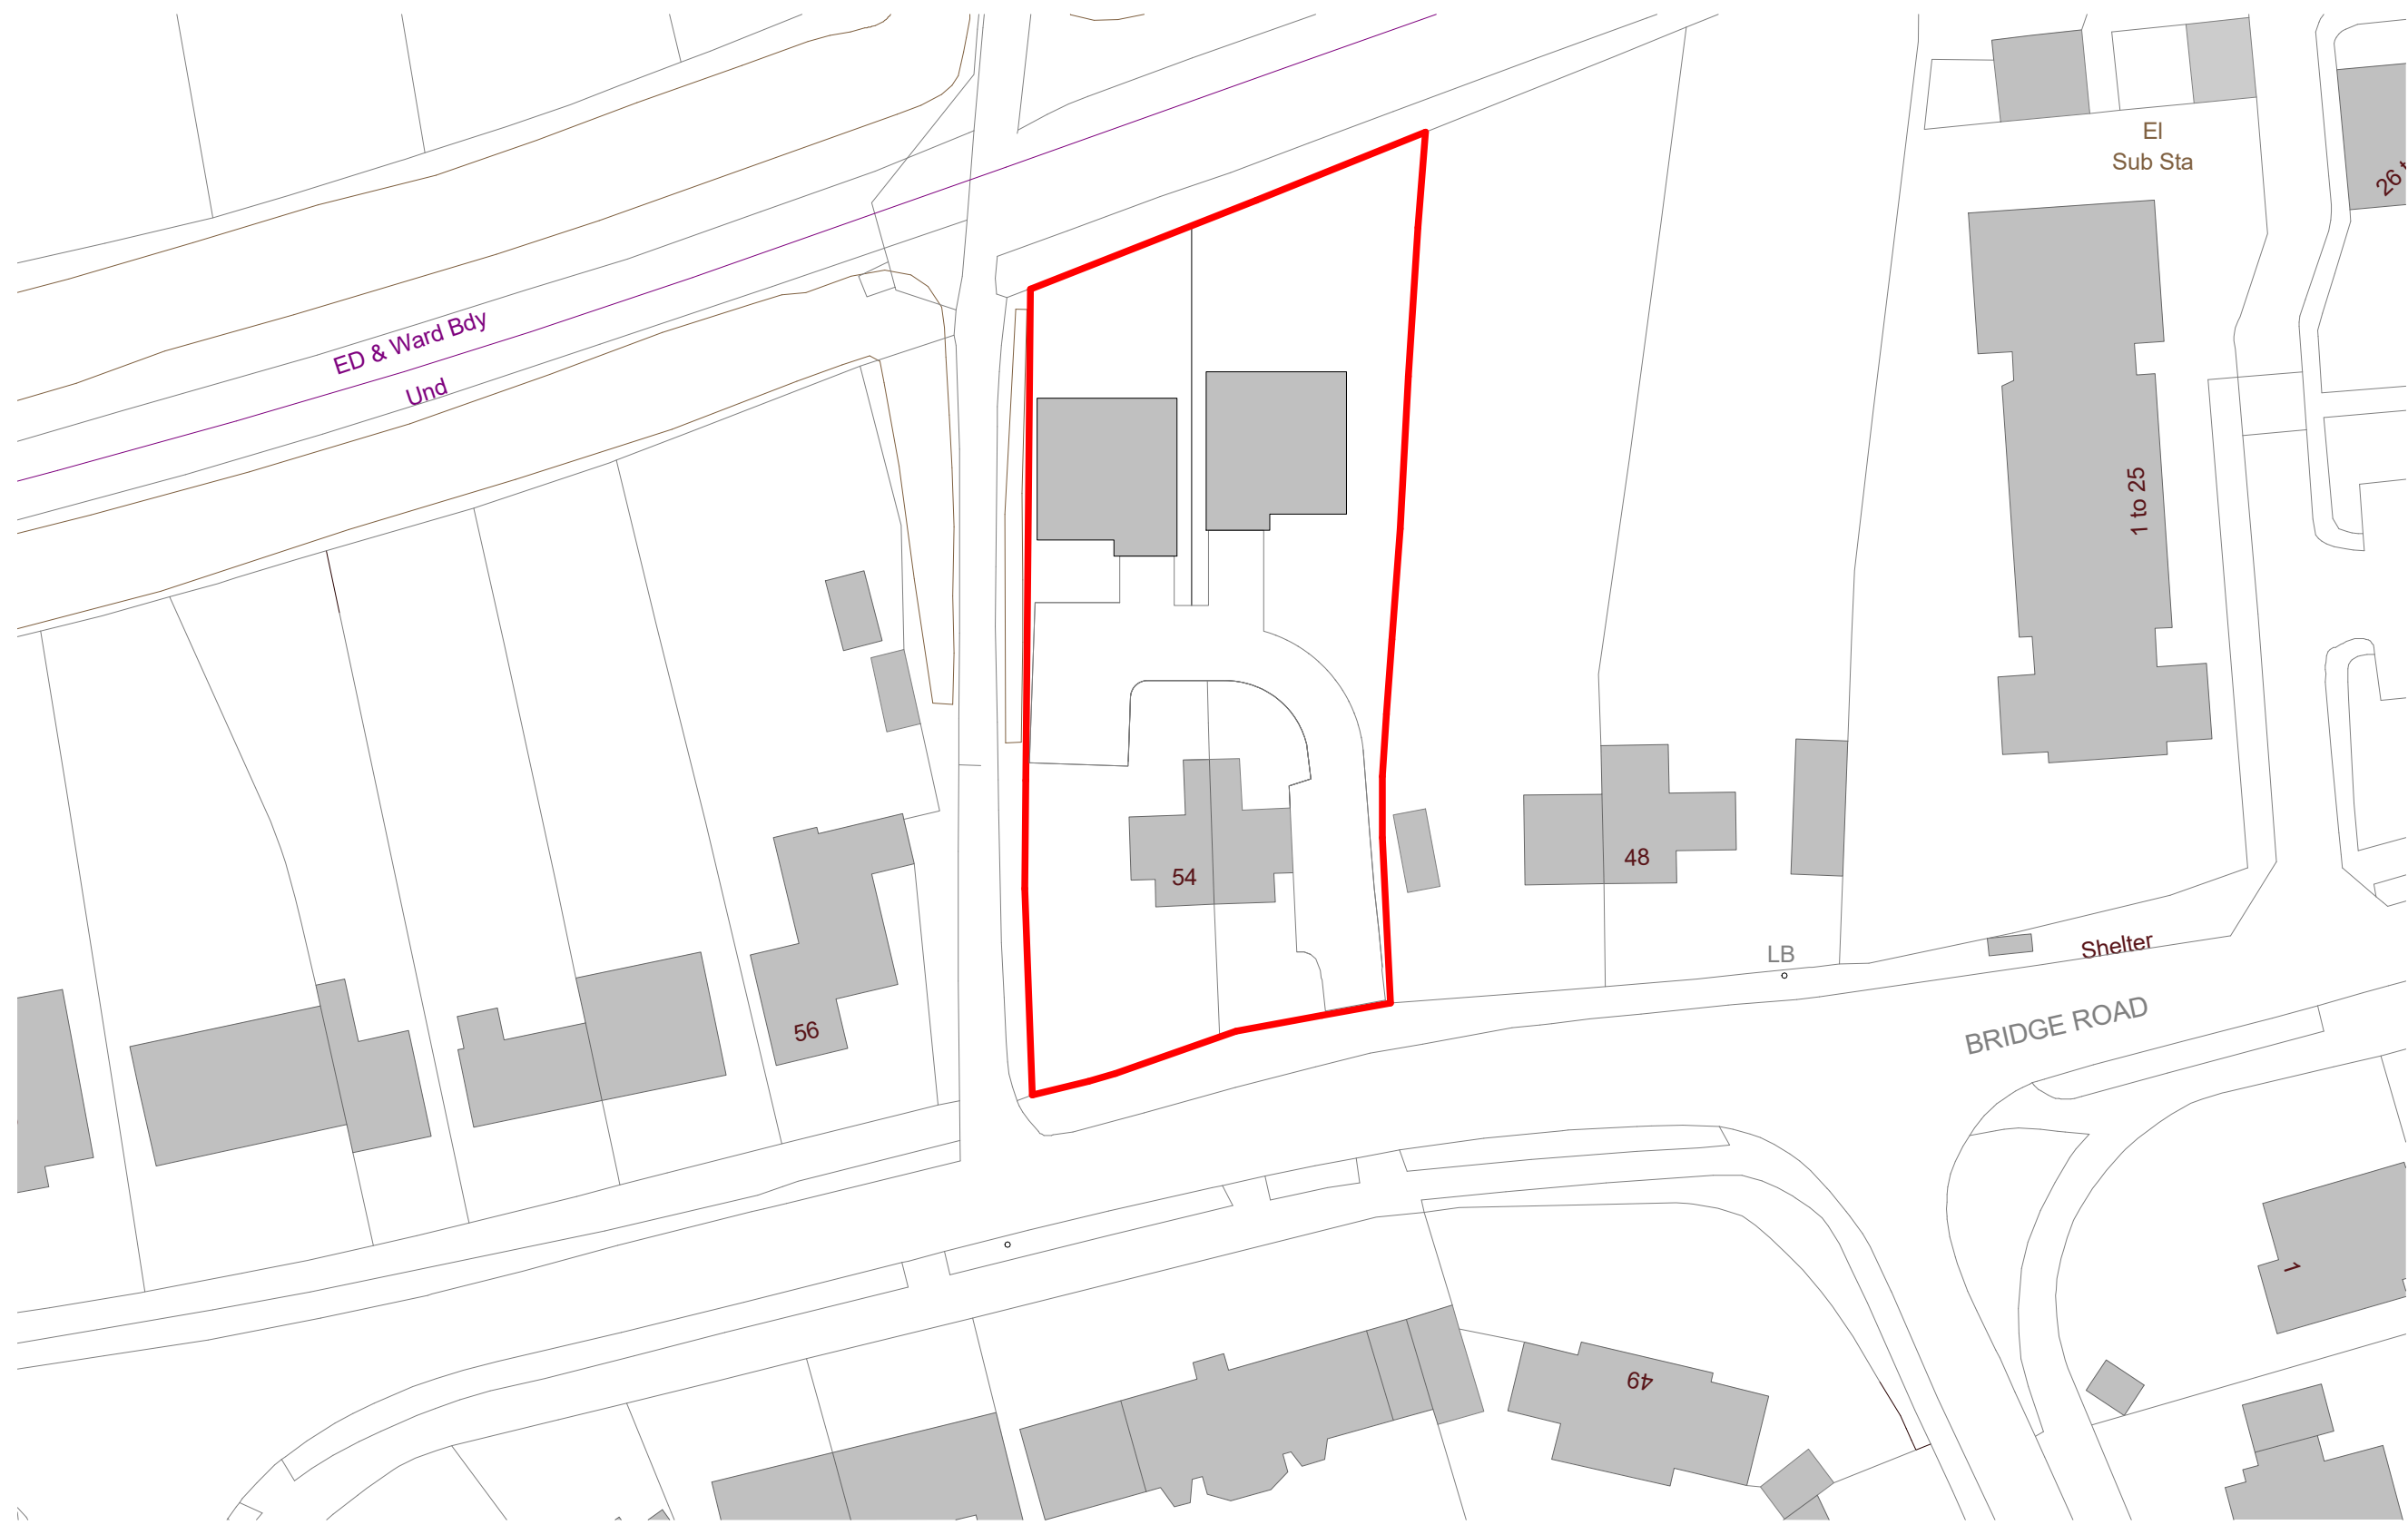 El
Sub Sta
26
ED & Ward Bdy
Und
1 to 25
48
54
LB
Shelter
56
BRIDGE ROAD
1
49